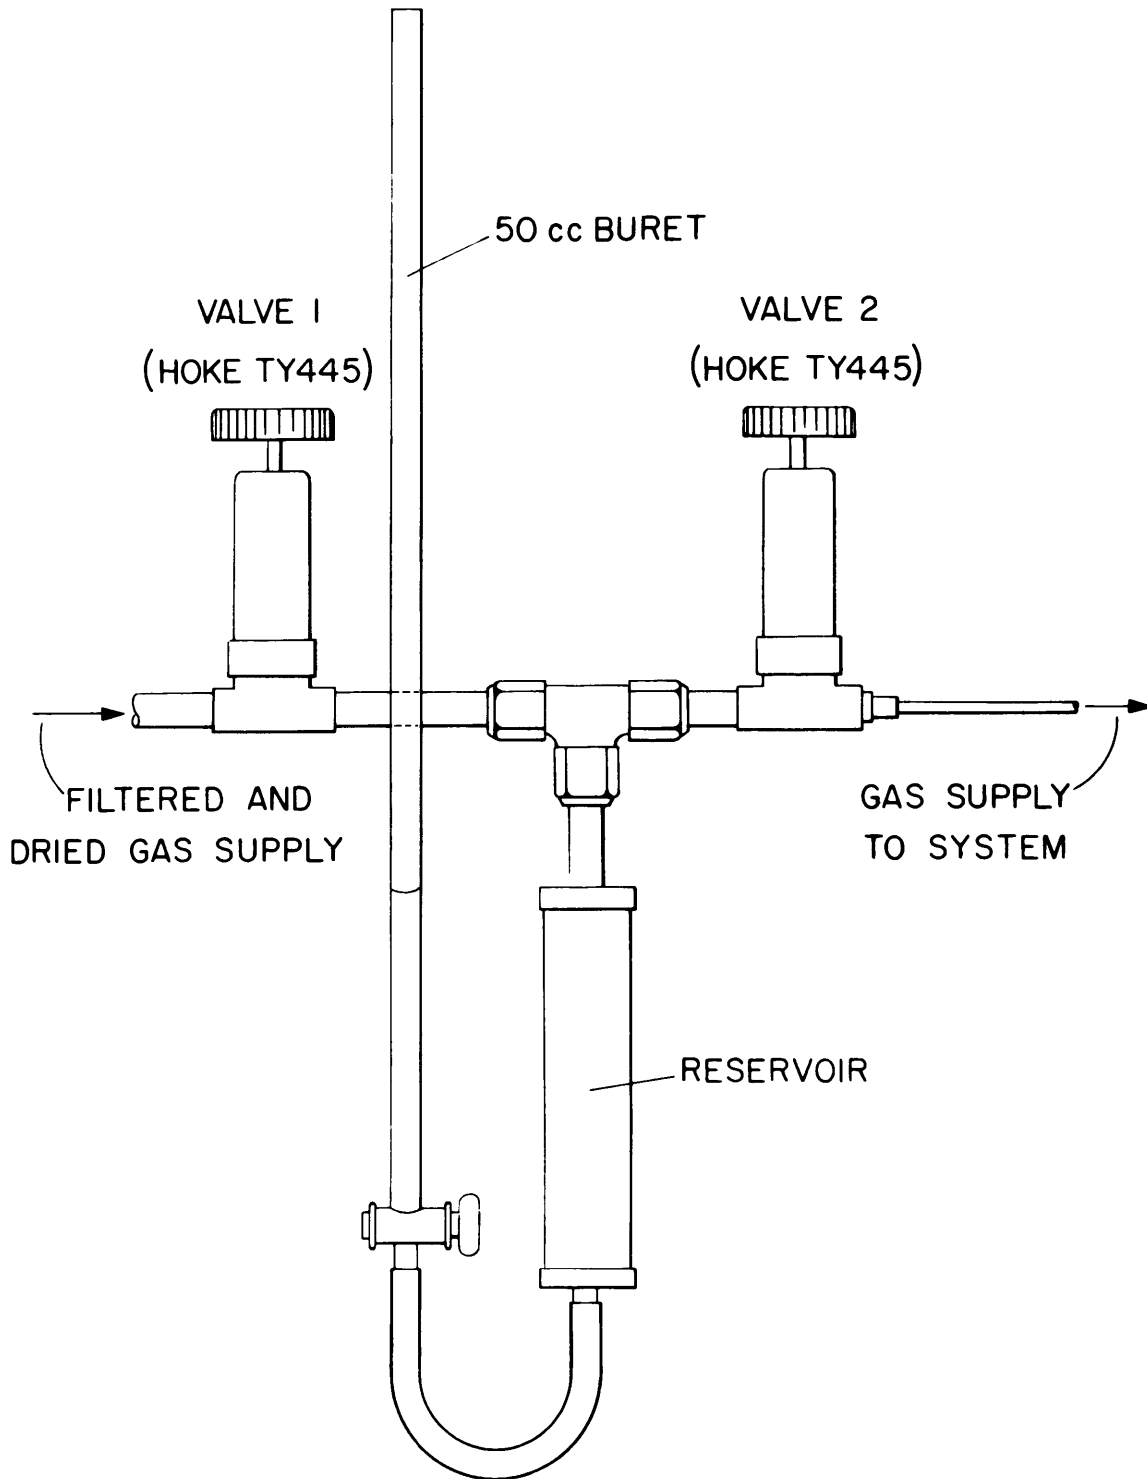 50 cc BURET
VALVE 1
(HOKE TY445)
VALVE 2
(HOKE TY445)
FILTERED AND
DRIED GAS SUPPLY
GAS SUPPLY
TO SYSTEM
RESERVOIR